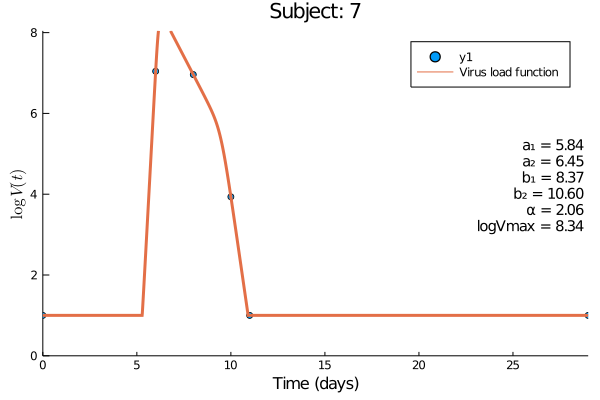 Subject: 7
8
6
4
2
0
log V(t)
0
5
10
15
20
25
Time (days)
y1
Virus load function
a₁ = 5.84
a₂ = 6.45
b₁ = 8.37
b₂ = 10.60
α = 2.06
logVmax = 8.34